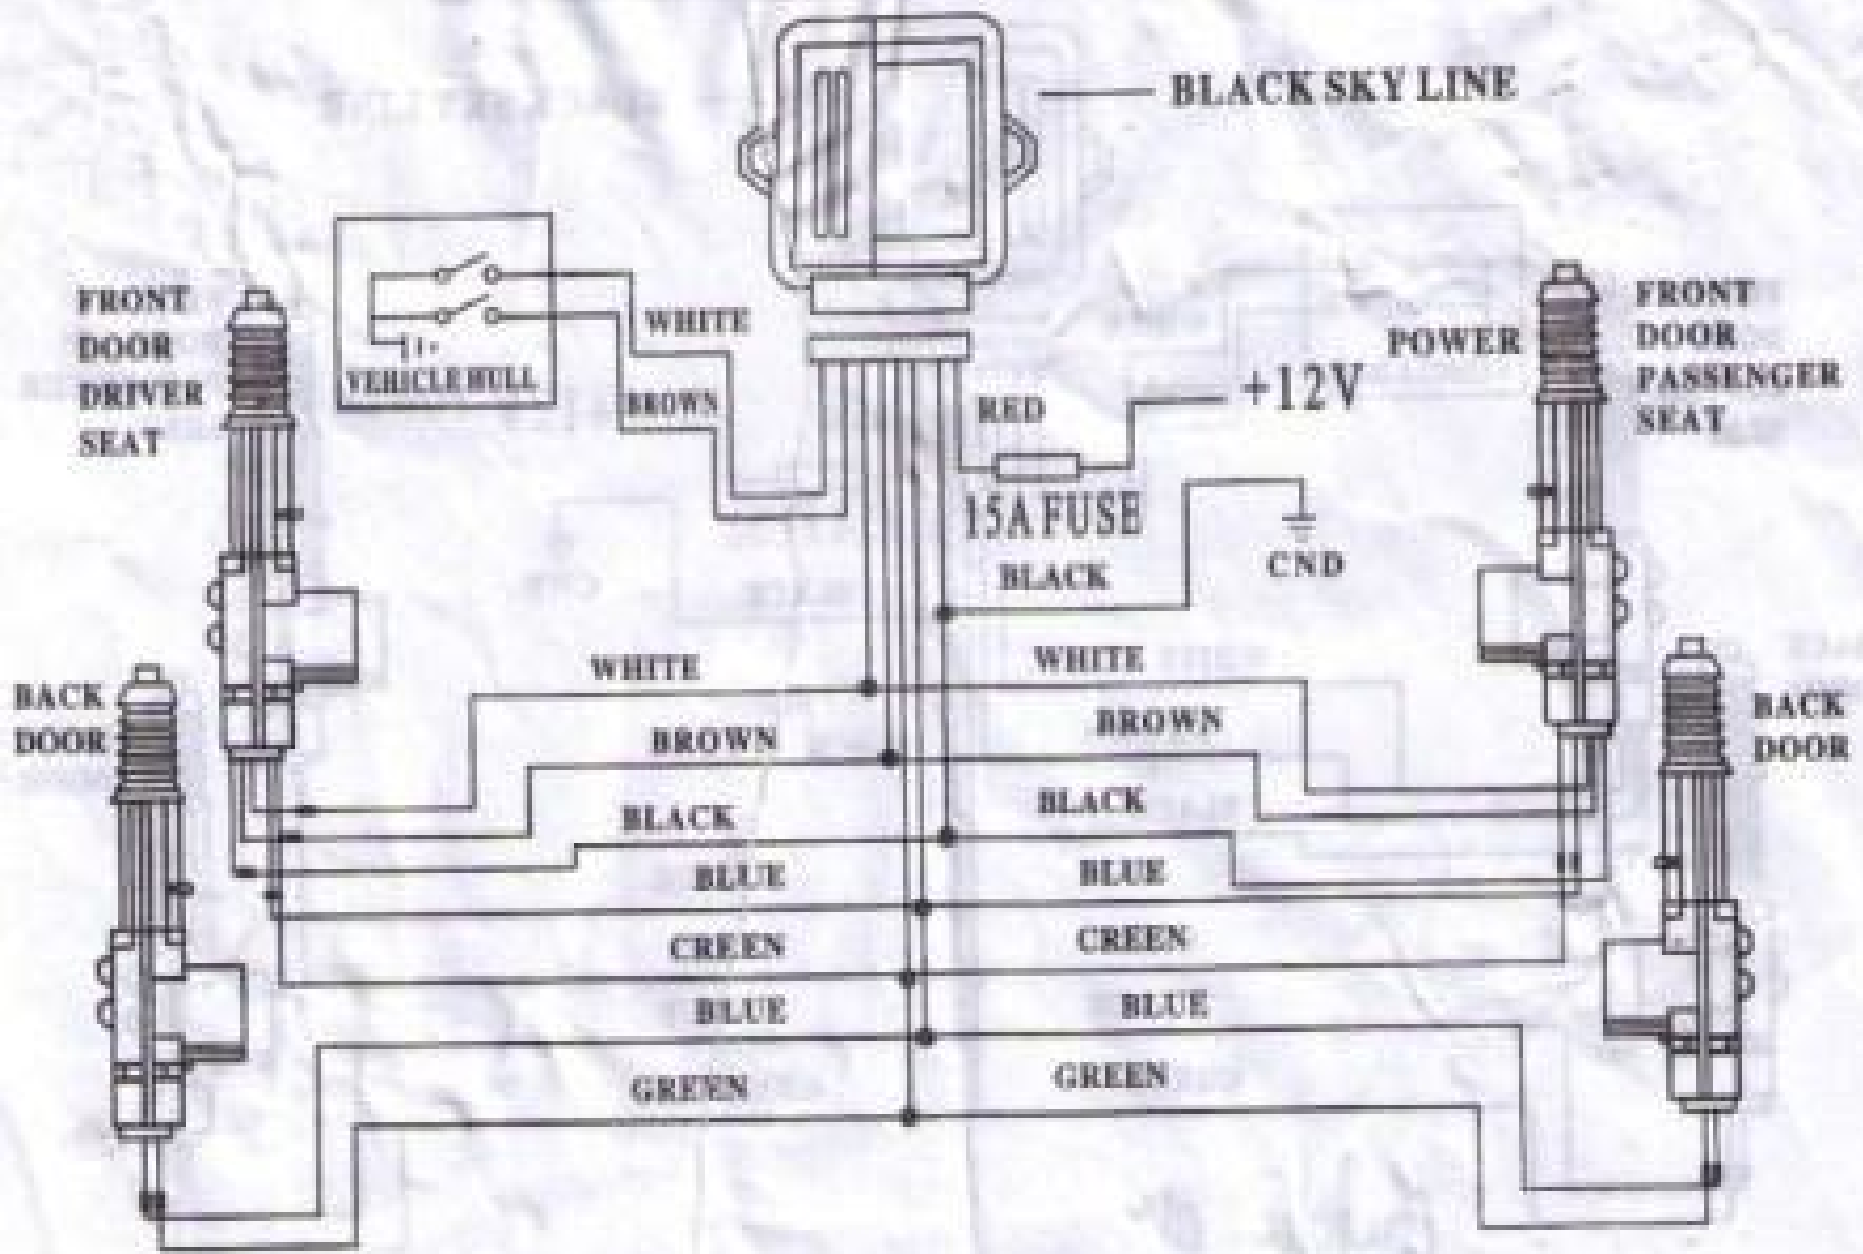 BLACK SKY LINE
FRONT
DOOR
DRIVER
SEAT
VEHICLE HULL
WHITE
BROWN
RED
+12V
POWER
FRONT
DOOR
PASSENGER
SEAT
15A FUSE
BLACK
CND
WHITE
WHITE
BACK
DOOR
BROWN
BROWN
BACK
DOOR
BLACK
BLACK
BLUE
BLUE
CREEN
CREEN
BLUE
BLUE
GREEN
GREEN